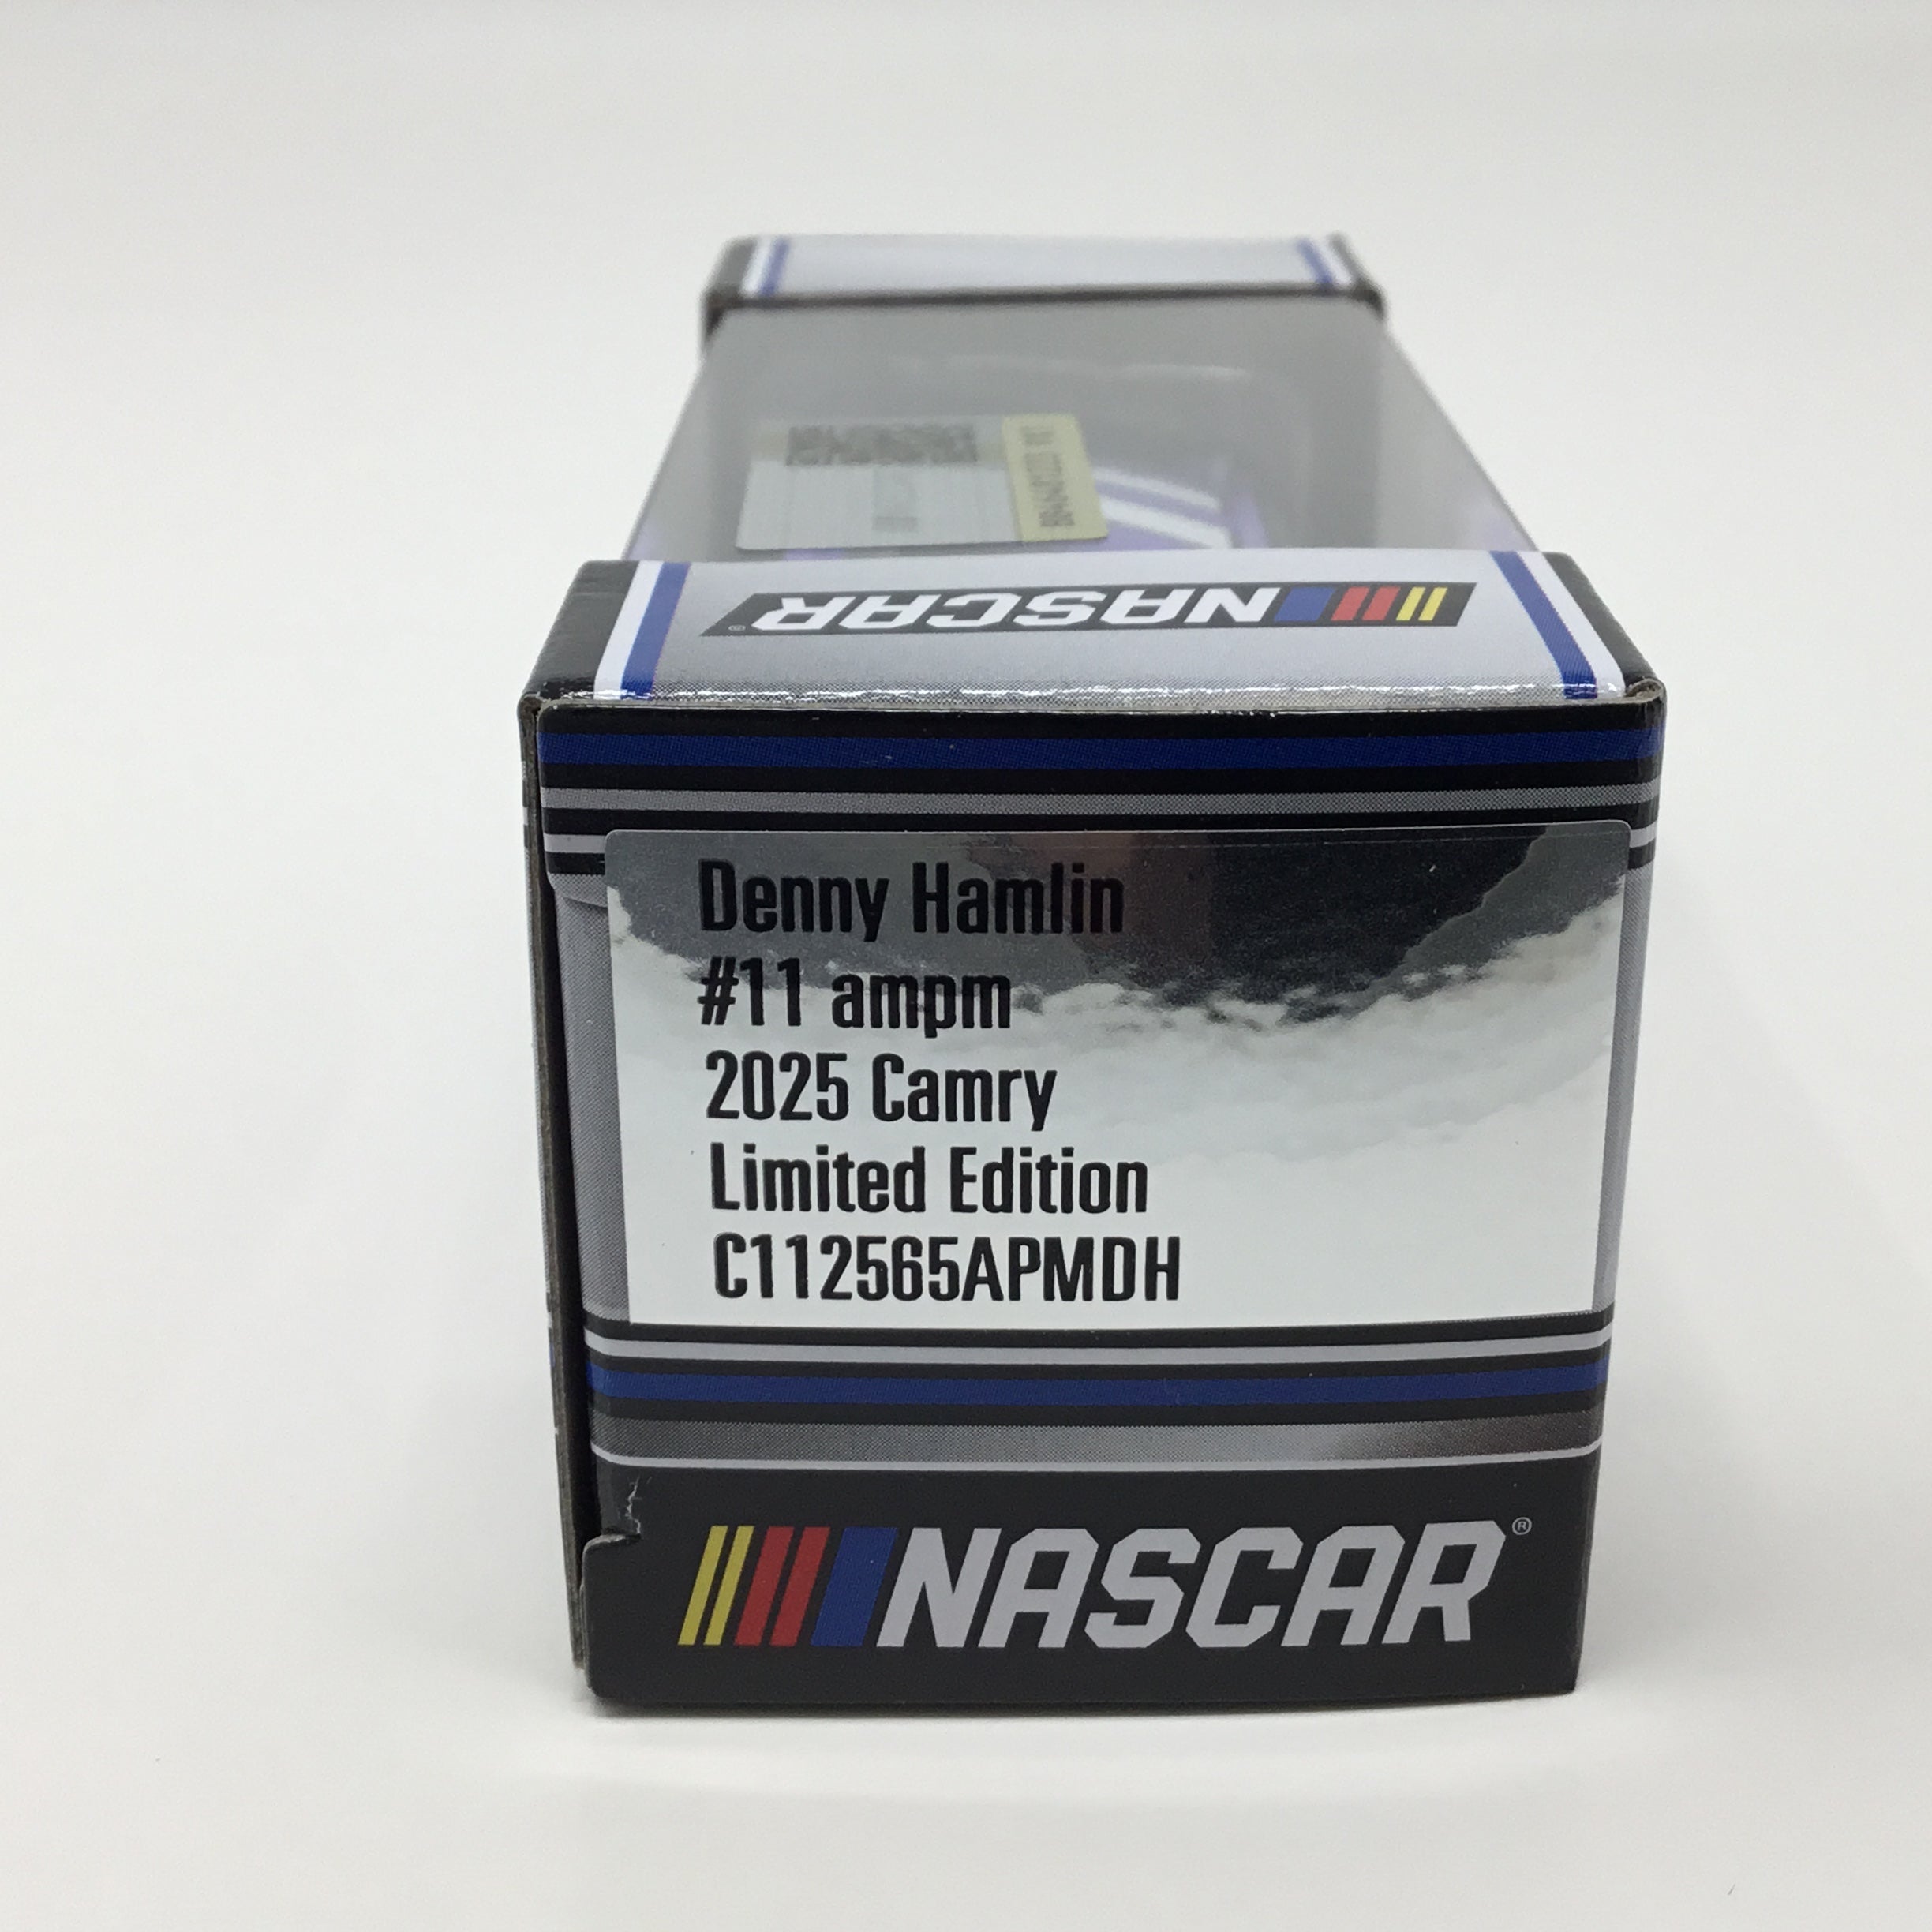 NASCAR®
Denny Hamlin
#11 ampm
2025 Camry
Limited Edition
C112565APMDH
NASCAR®